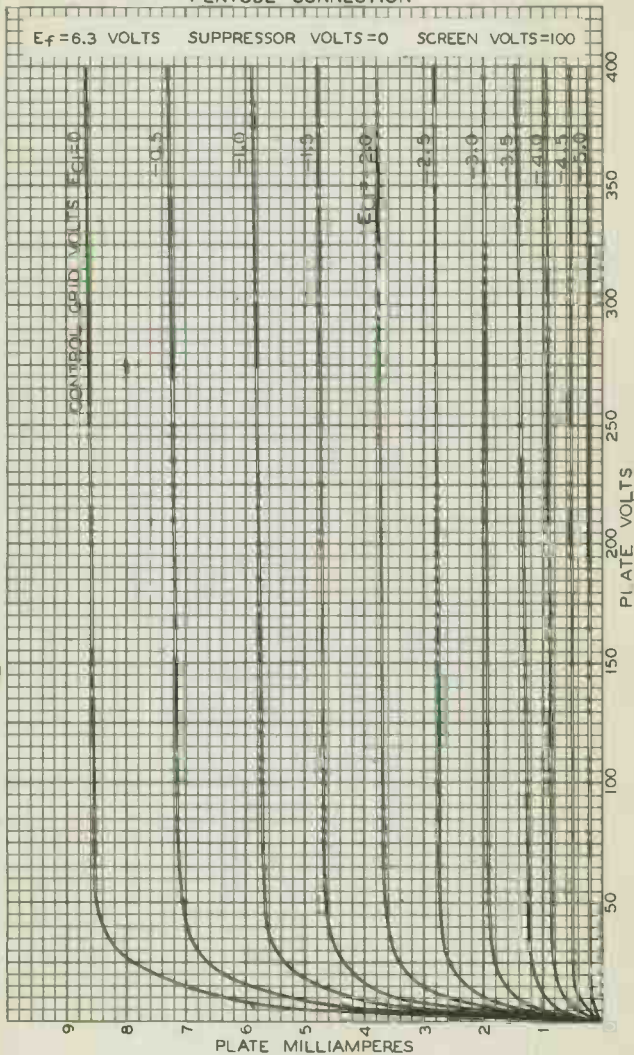 PENTODE CONNECTION
Ef=6.3 VOLTS SUPPRESSOR VOLTS=0 SCREEN VOLTS=100
CONTROL GRID VOLTS EC1=0
-0.5
-1.0
-1.5
EC1=-2.0
-2.5
-3.0
-3.5
-4.0
-4.5
-5.0
400
350
300
250
200
150
100
50
0
PLATE VOLTS
9 8 7 6 5 4 3 2 1
PLATE MILLIAMPERES